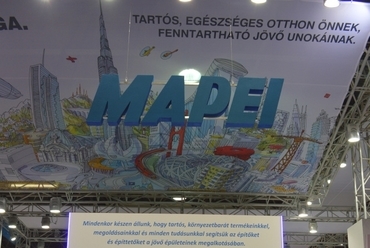 GA.
TARTÓS, EGÉSZSÉGES OTTHON ÖNNEK,
FENNTARTHATÓ JÖVŐ UNOKÁINAK.
MAPEI
Mindenkor készen állunk, hogy tartós, környezetbarát termékeinkkel,
megoldásainkkal és minden tudásunkkal segítsük az építőket
és építtetőket a jövő épületeinek megalkotásában.